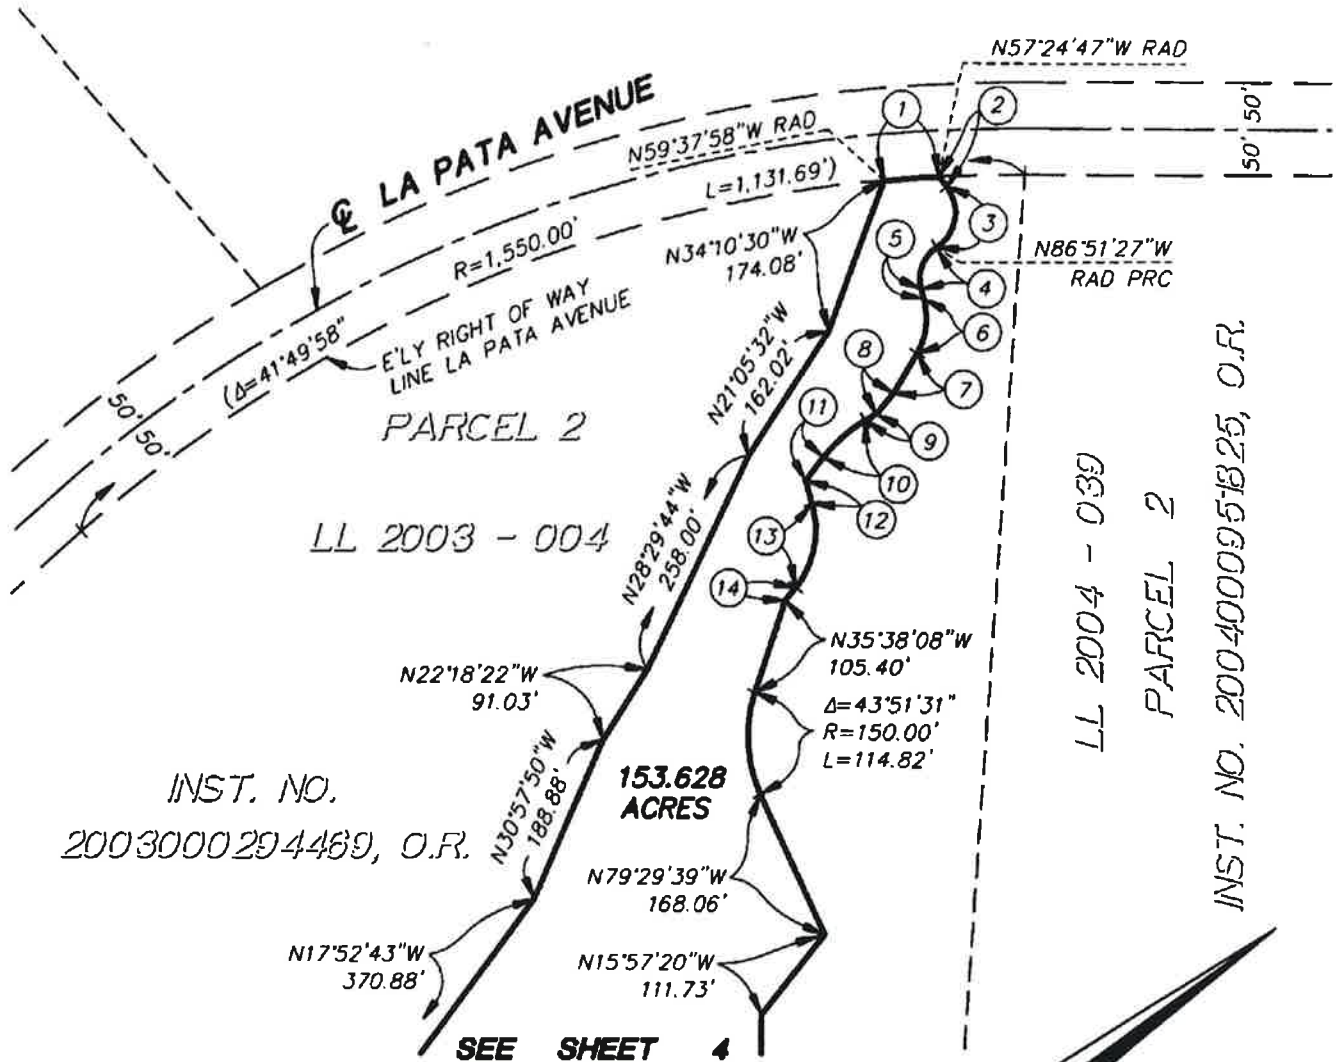 N57°24'47"W RAD
1
2
50' 50'
℄ LA PATA AVENUE
N59°37'58"W RAD
L=1,131.69')
R=1,550.00'
(Δ=41°49'58"
E'LY RIGHT OF WAY
LINE LA PATA AVENUE
50'
50'
N34°10'30"W
174.08'
3
N86°51'27"W
RAD PRC
5
4
6
N21°05'32"W
162.02'
8
7
PARCEL 2
11
9
10
LL 2003 - 004
N28°29'44"W
258.00'
12
13
14
LL 2004 - 039
PARCEL 2
INST. NO. 2004000951825, O.R.
N35°38'08"W
105.40'
N22°18'22"W
91.03'
Δ=43°51'31"
R=150.00'
L=114.82'
INST. NO.
2003000294469, O.R.
N30°57'50"W
188.88'
153.628
ACRES
N79°29'39"W
168.06'
N17°52'43"W
370.88'
N15°57'20"W
111.73'
SEE SHEET 4